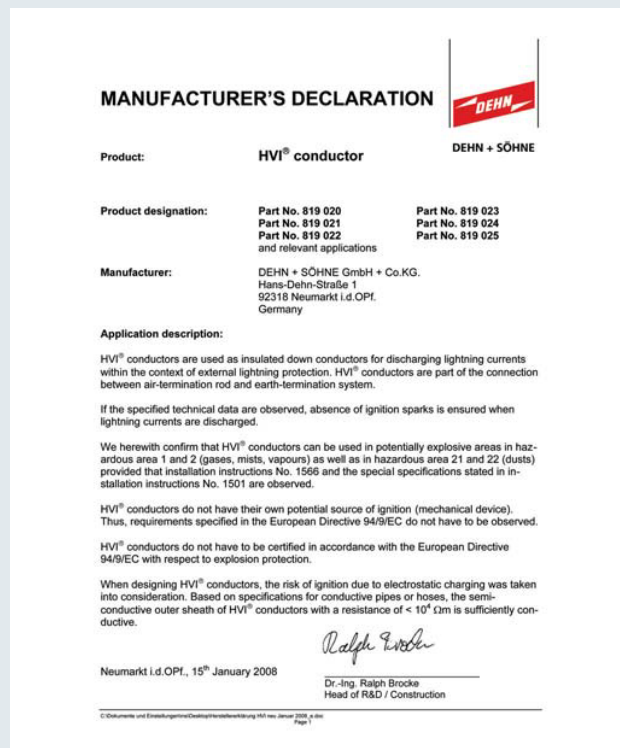 MANUFACTURER'S DECLARATION
DEHN
DEHN + SÖHNE
Product: HVI® conductor
Product designation: Part No. 819 020 Part No. 819 023
Part No. 819 021 Part No. 819 024
Part No. 819 022 Part No. 819 025
and relevant applications
Manufacturer: DEHN + SÖHNE GmbH + Co.KG.
Hans-Dehn-Straße 1
92318 Neumarkt i.d.OPf.
Germany
Application description:
HVI® conductors are used as insulated down conductors for discharging lightning currents
within the context of external lightning protection. HVI® conductors are part of the connection
between air-termination rod and earth-termination system.
If the specified technical data are observed, absence of ignition sparks is ensured when
lightning currents are discharged.
We herewith confirm that HVI® conductors can be used in potentially explosive areas in haz-
ardous area 1 and 2 (gases, mists, vapours) as well as in hazardous area 21 and 22 (dusts)
provided that installation instructions No. 1566 and the special specifications stated in in-
stallation instructions No. 1501 are observed.
HVI® conductors do not have their own potential source of ignition (mechanical device).
Thus, requirements specified in the European Directive 94/9/EC do not have to be observed.
HVI® conductors do not have to be certified in accordance with the European Directive
94/9/EC with respect to explosion protection.
When designing HVI® conductors, the risk of ignition due to electrostatic charging was taken
into consideration. Based on specifications for conductive pipes or hoses, the semi-
conductive outer sheath of HVI® conductors with a resistance of < 10⁴ Ωm is sufficiently con-
ductive.
Ralph Brocke
Neumarkt i.d.OPf., 15th January 2008
Dr.-Ing. Ralph Brocke
Head of R&D / Construction
Page 1